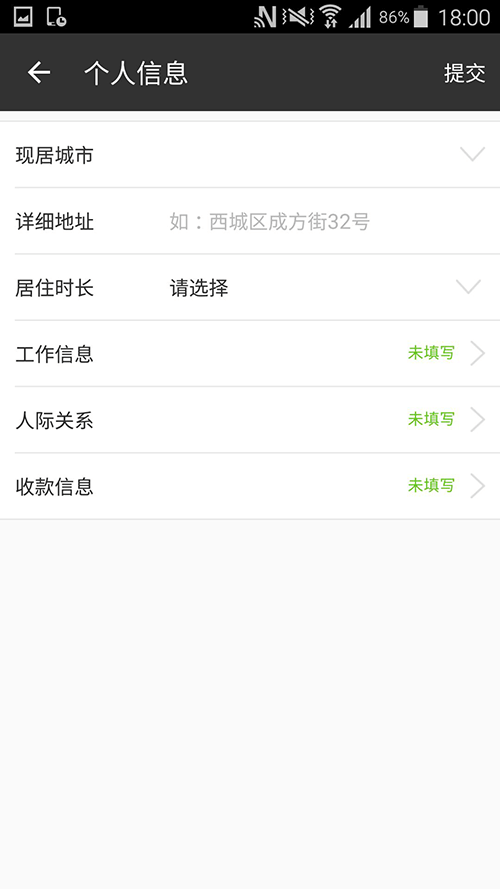 86% 18:00
个人信息 提交
现居城市
详细地址 如：西城区成方街32号
居住时长 请选择
工作信息 未填写
人际关系 未填写
收款信息 未填写